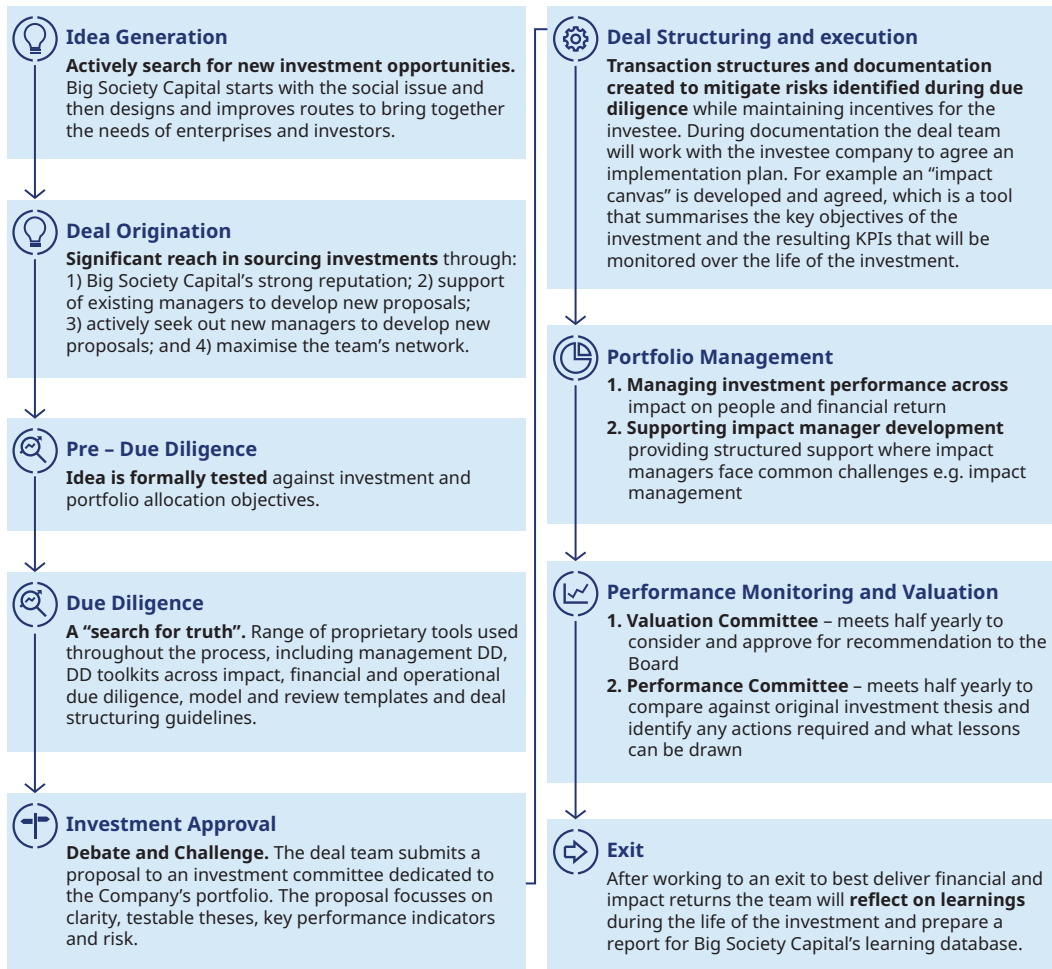 Idea Generation
Actively search for new investment opportunities.
Big Society Capital starts with the social issue and
then designs and improves routes to bring together
the needs of enterprises and investors.
Deal Origination
Significant reach in sourcing investments through:
1) Big Society Capital’s strong reputation; 2) support
of existing managers to develop new proposals;
3) actively seek out new managers to develop new
proposals; and 4) maximise the team’s network.
Pre – Due Diligence
Idea is formally tested against investment and
portfolio allocation objectives.
Due Diligence
A “search for truth”. Range of proprietary tools used
throughout the process, including management DD,
DD toolkits across impact, financial and operational
due diligence, model and review templates and deal
structuring guidelines.
Investment Approval
Debate and Challenge. The deal team submits a
proposal to an investment committee dedicated to
the Company’s portfolio. The proposal focusses on
clarity, testable theses, key performance indicators
and risk.
Deal Structuring and execution
Transaction structures and documentation
created to mitigate risks identified during due
diligence while maintaining incentives for the
investee. During documentation the deal team
will work with the investee company to agree an
implementation plan. For example an “impact
canvas” is developed and agreed, which is a tool
that summarises the key objectives of the
investment and the resulting KPIs that will be
monitored over the life of the investment.
Portfolio Management
1. Managing investment performance across
impact on people and financial return
2. Supporting impact manager development
providing structured support where impact
managers face common challenges e.g. impact
management
Performance Monitoring and Valuation
1. Valuation Committee – meets half yearly to
consider and approve for recommendation to the
Board
2. Performance Committee – meets half yearly to
compare against original investment thesis and
identify any actions required and what lessons
can be drawn
Exit
After working to an exit to best deliver financial and
impact returns the team will reflect on learnings
during the life of the investment and prepare a
report for Big Society Capital’s learning database.